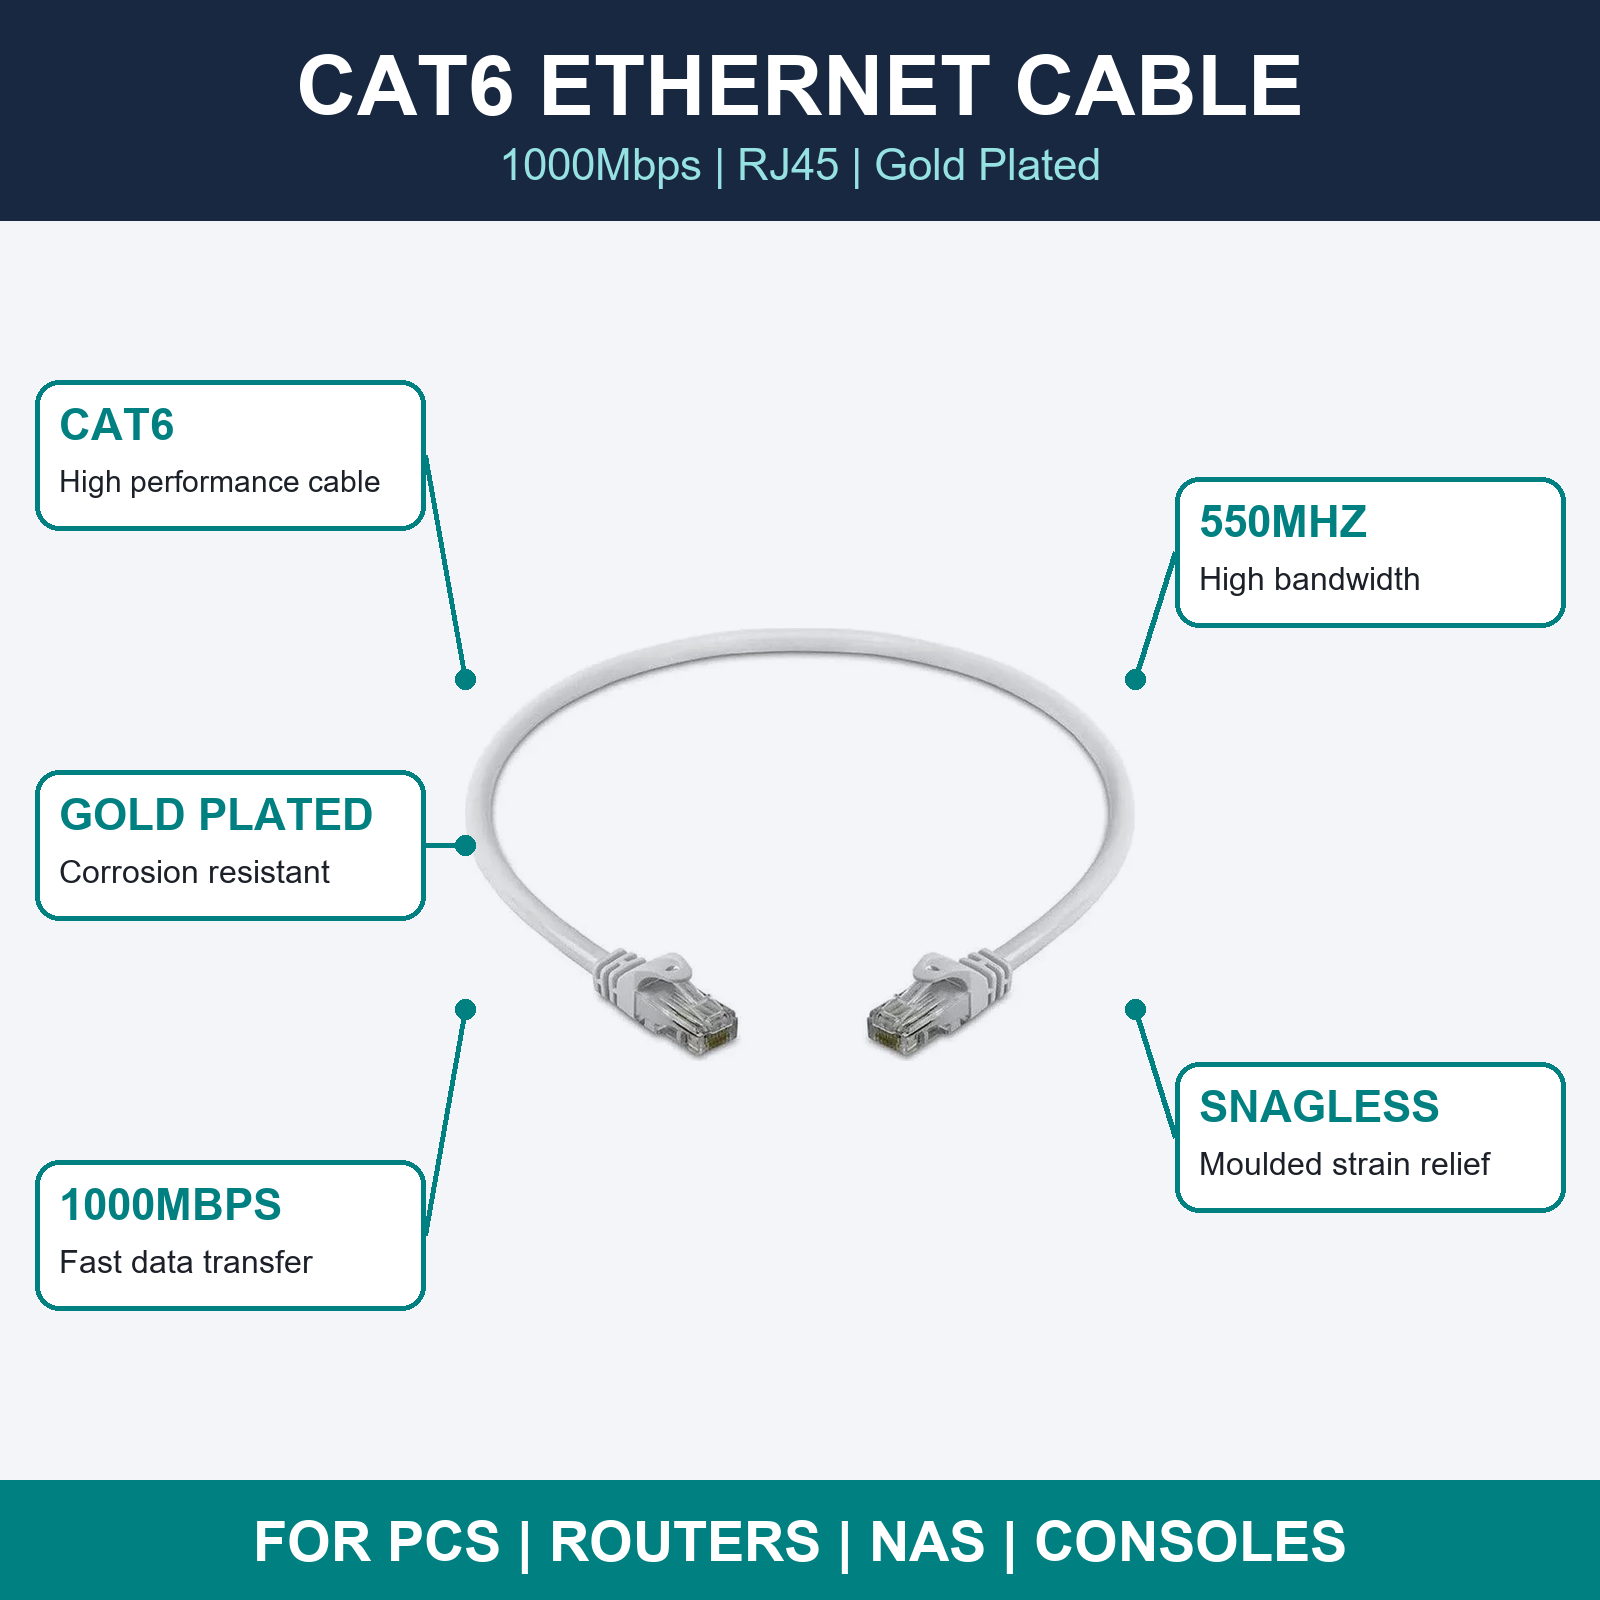 CAT6 ETHERNET CABLE
1000Mbps | RJ45 | Gold Plated
CAT6
High performance cable
550MHZ
High bandwidth
GOLD PLATED
Corrosion resistant
SNAGLESS
Moulded strain relief
1000MBPS
Fast data transfer
FOR PCS | ROUTERS | NAS | CONSOLES